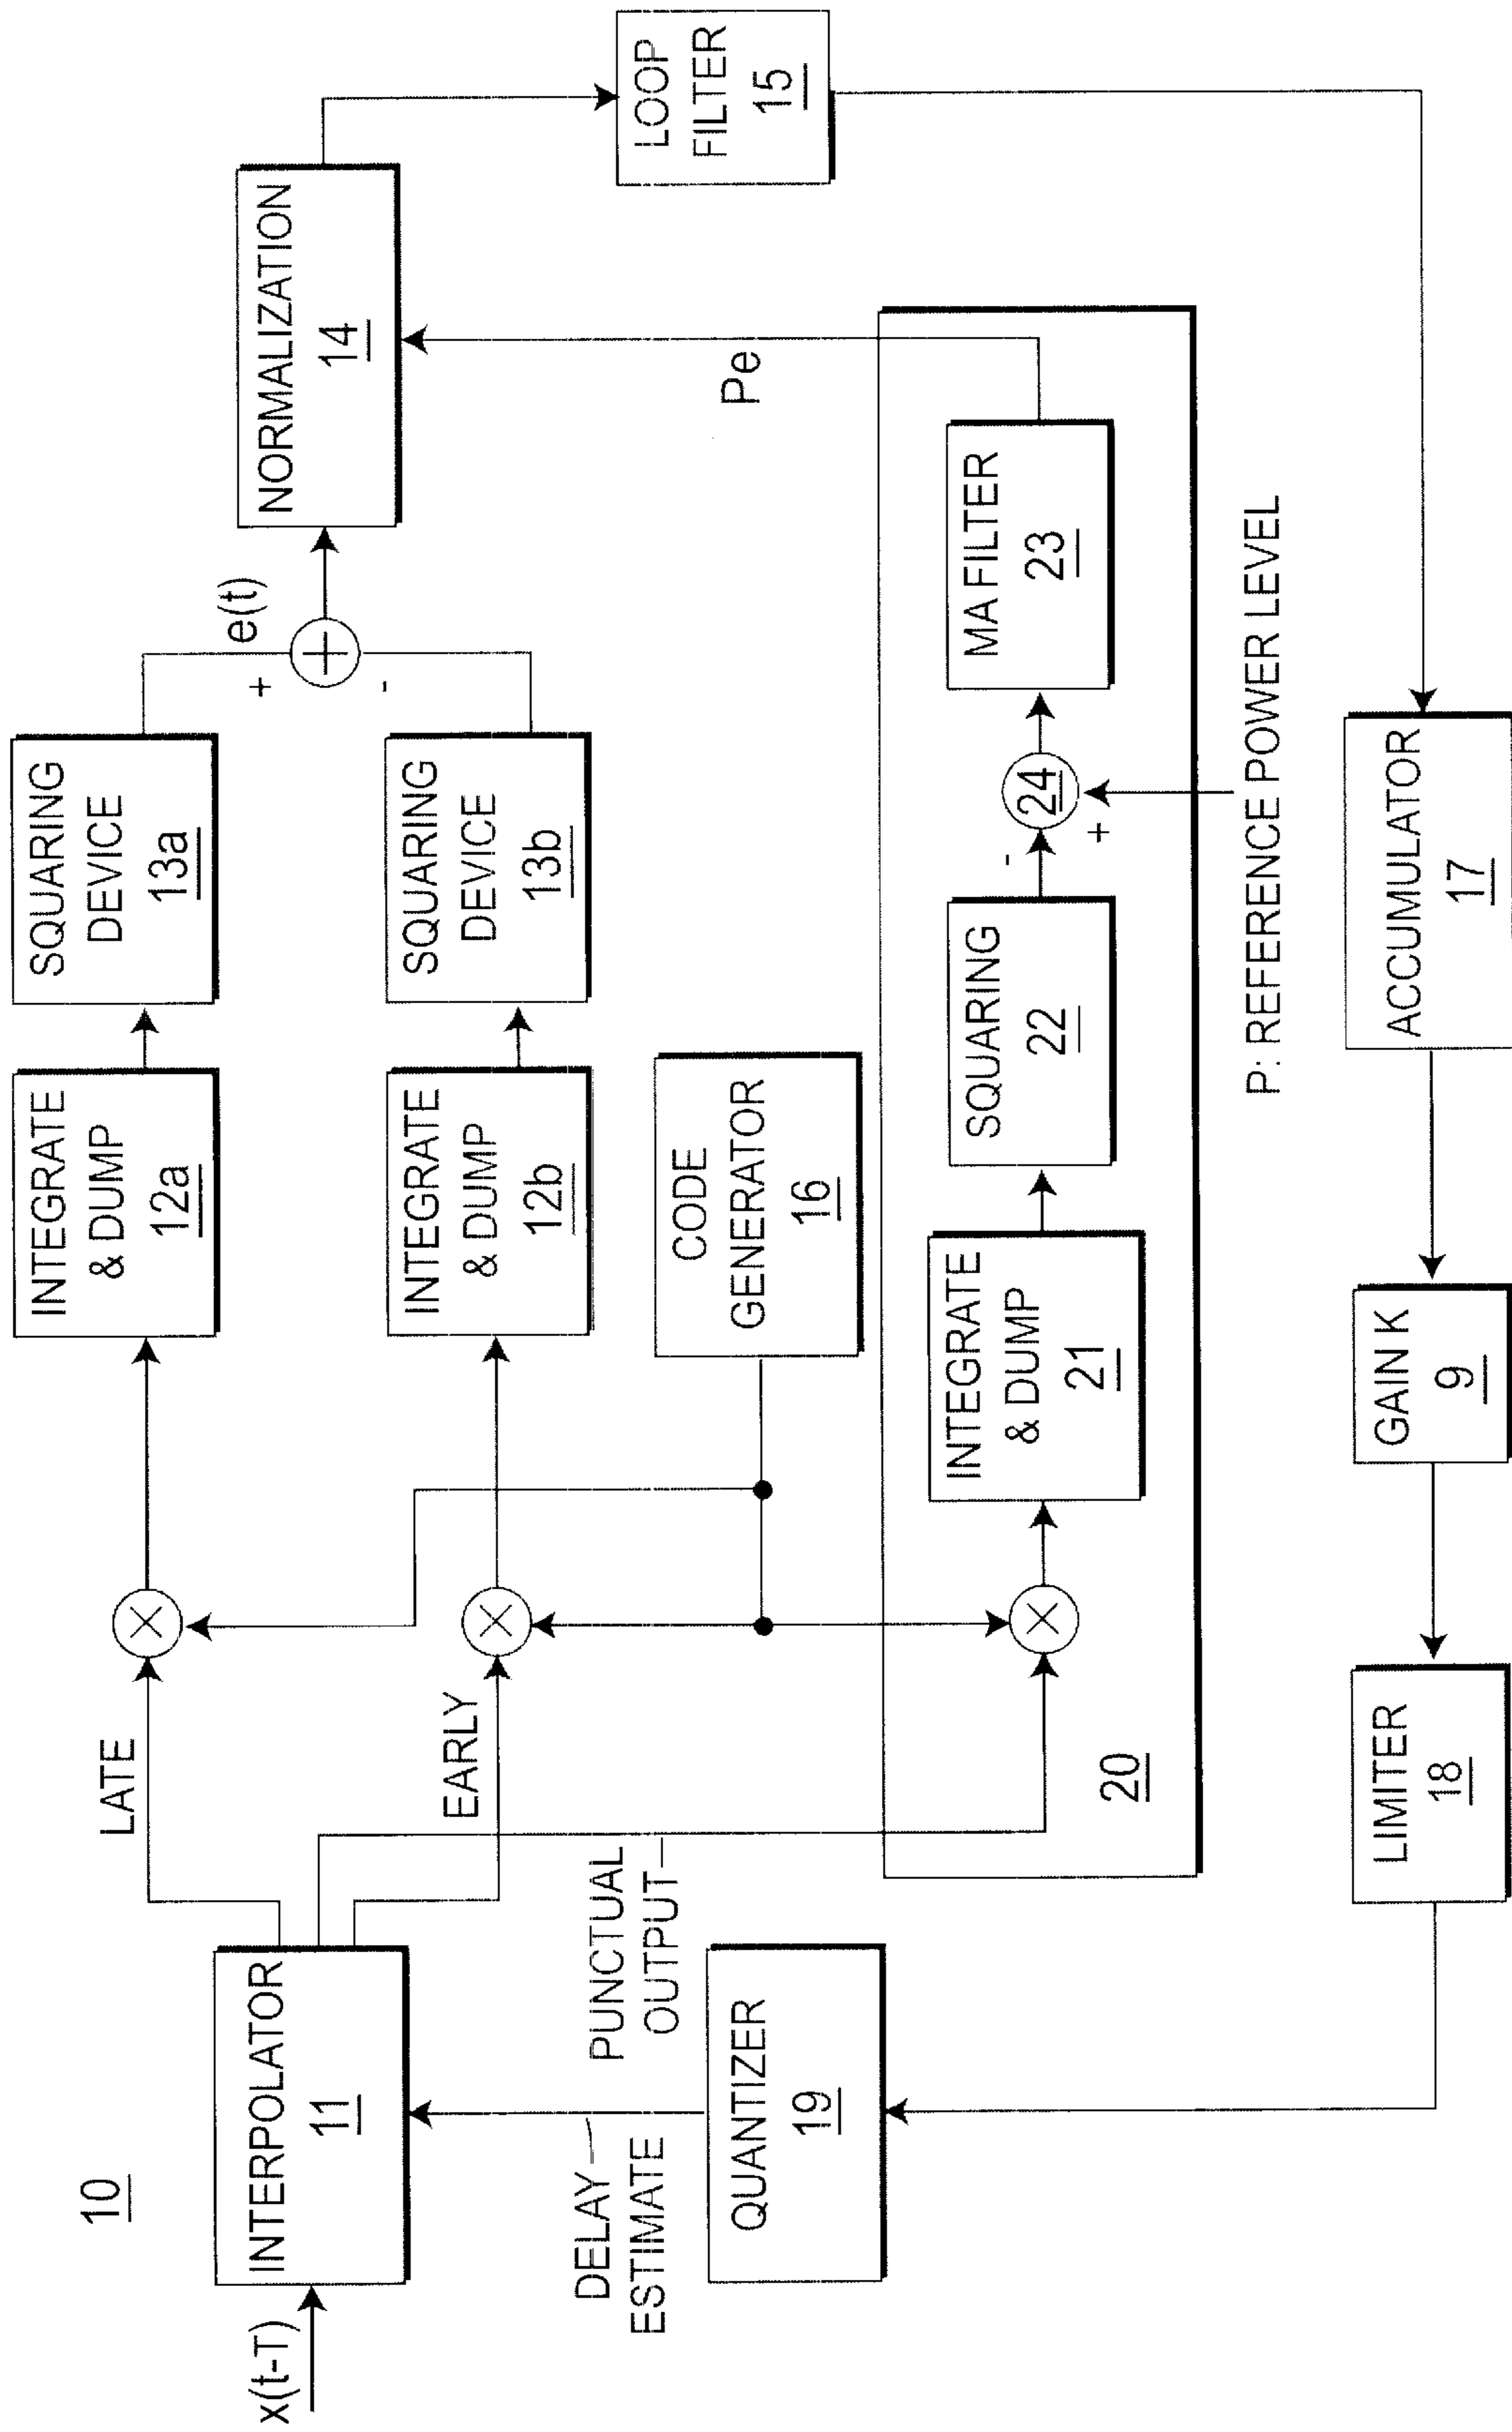 10
x(t-T)
INTERPOLATOR
11
LATE
EARLY
PUNCTUAL
OUTPUT
DELAY
ESTIMATE
QUANTIZER
19
INTEGRATE
& DUMP
12a
SQUARING
DEVICE
13a
INTEGRATE
& DUMP
12b
SQUARING
DEVICE
13b
+
-
e(t)
NORMALIZATION
14
LOOP
FILTER
15
CODE
GENERATOR
16
20
INTEGRATE
& DUMP
21
SQUARING
22
-
+
24
MA FILTER
23
Pe
P: REFERENCE POWER LEVEL
LIMITER
18
GAIN K
9
ACCUMULATOR
17